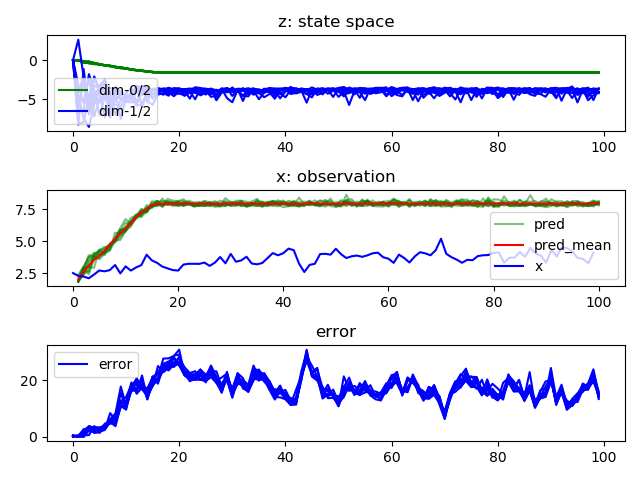 z: state space
0
−5
dim-0/2
dim-1/2
0 20 40 60 80 100
x: observation
7.5
5.0
2.5
pred
pred_mean
x
0 20 40 60 80 100
error
20
0
error
0 20 40 60 80 100